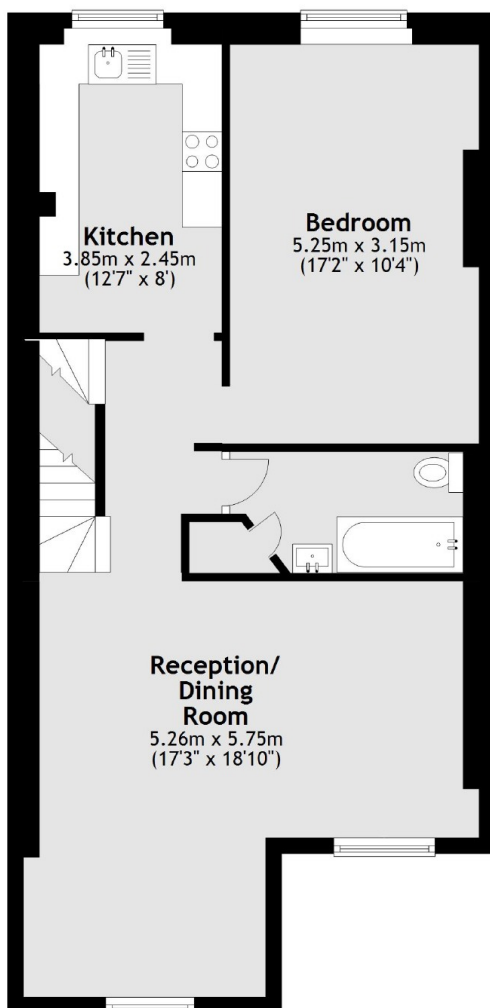 Kitchen
3.85m x 2.45m
(12'7" x 8')
Bedroom
5.25m x 3.15m
(17'2" x 10'4")
Reception/
Dining
Room
5.26m x 5.75m
(17'3" x 18'10")